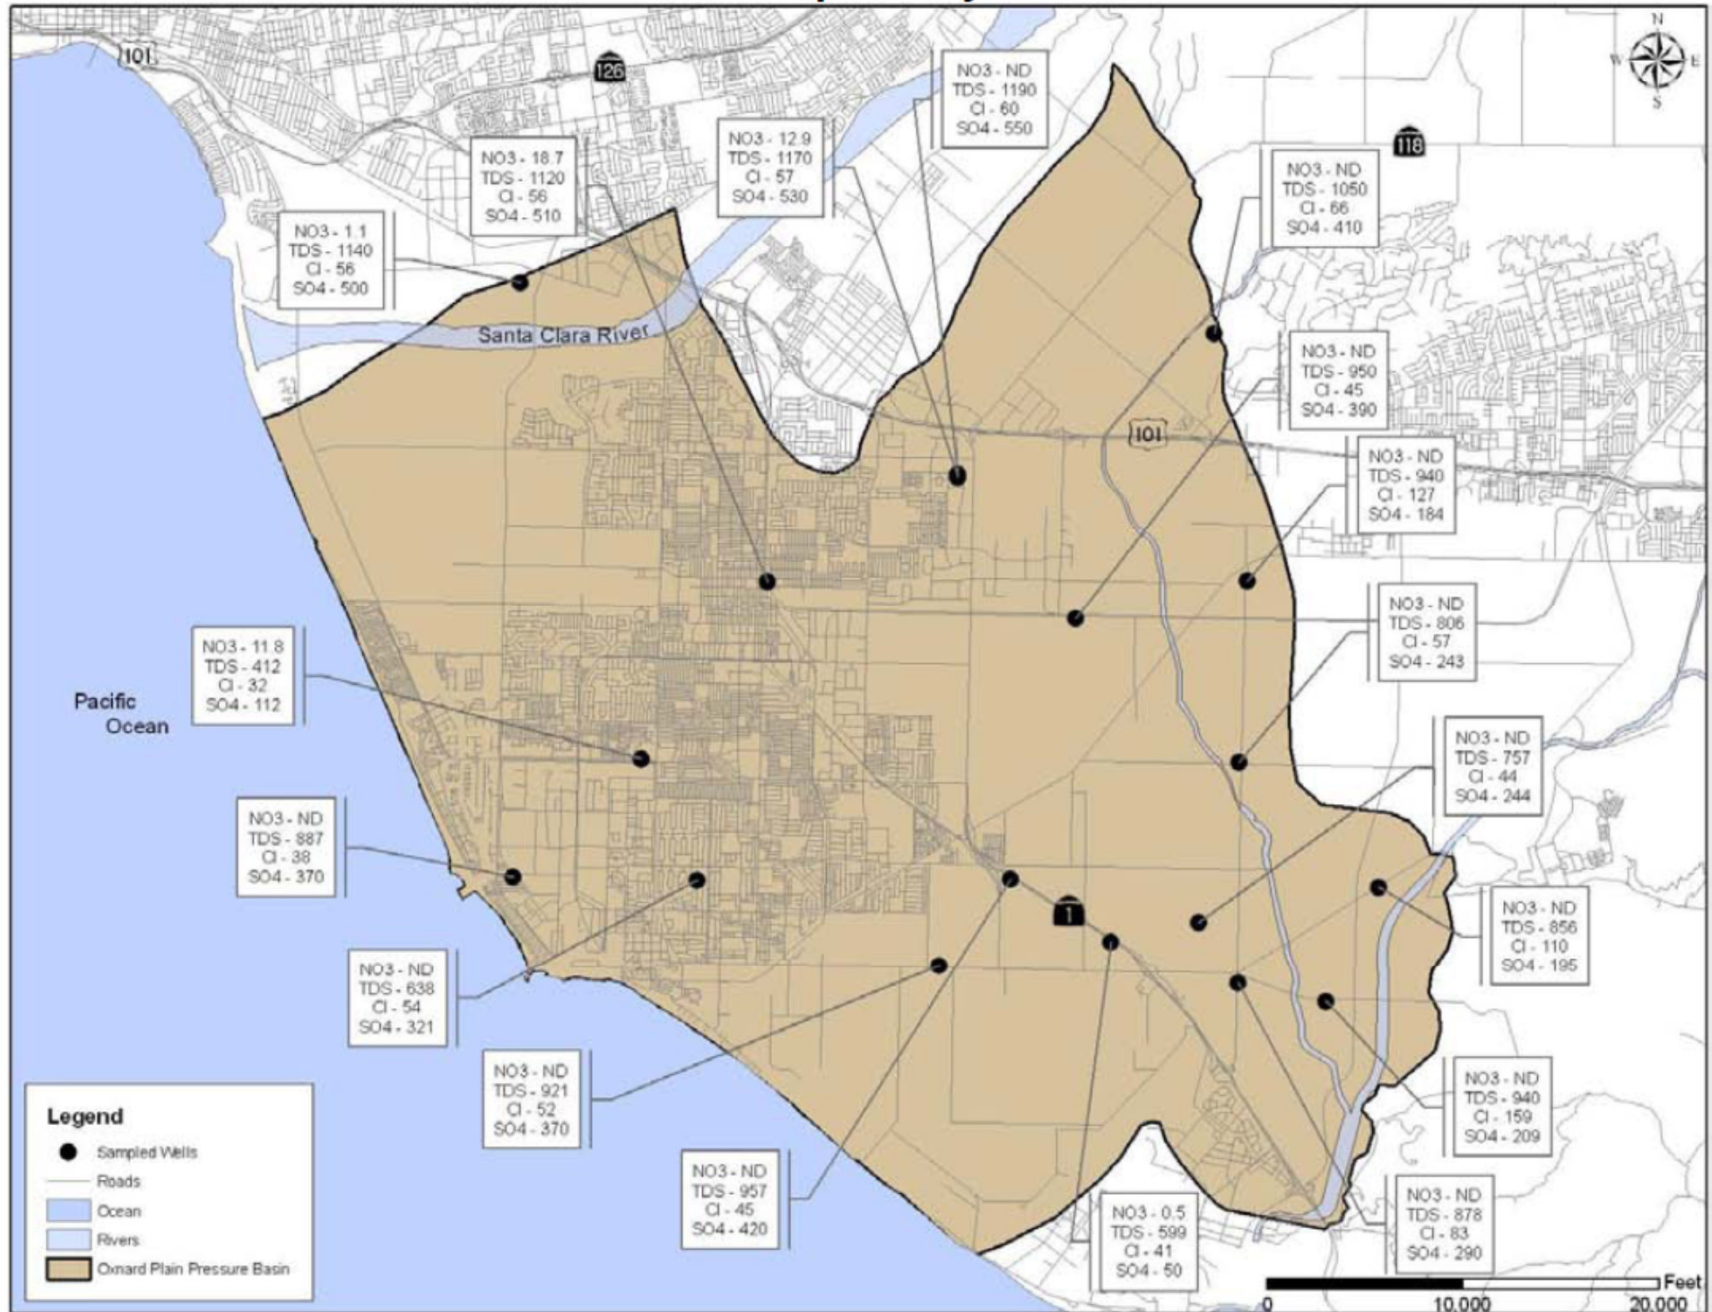 N
W E
S
101
126
118
NO3 - ND
TDS - 1190
Cl - 60
SO4 - 550
NO3 - 12.9
TDS - 1170
Cl - 57
SO4 - 530
NO3 - 18.7
TDS - 1120
Cl - 56
SO4 - 510
NO3 - ND
TDS - 1050
Cl - 66
SO4 - 410
NO3 - 1.1
TDS - 1140
Cl - 56
SO4 - 500
Santa Clara River
NO3 - ND
TDS - 950
Cl - 45
SO4 - 390
101
NO3 - ND
TDS - 940
Cl - 127
SO4 - 184
NO3 - ND
TDS - 806
Cl - 57
SO4 - 243
NO3 - 11.8
TDS - 412
Cl - 32
SO4 - 112
Pacific
Ocean
NO3 - ND
TDS - 757
Cl - 44
SO4 - 244
NO3 - ND
TDS - 887
Cl - 38
SO4 - 370
1
NO3 - ND
TDS - 856
Cl - 110
SO4 - 195
NO3 - ND
TDS - 638
Cl - 54
SO4 - 321
NO3 - ND
TDS - 921
Cl - 52
SO4 - 370
NO3 - ND
TDS - 940
Cl - 159
SO4 - 209
NO3 - ND
TDS - 957
Cl - 45
SO4 - 420
NO3 - 0.5
TDS - 599
Cl - 41
SO4 - 50
NO3 - ND
TDS - 878
Cl - 83
SO4 - 290
Legend
Sampled Wells
Roads
Ocean
Rivers
Oxnard Plain Pressure Basin
Feet
0 10,000 20,000